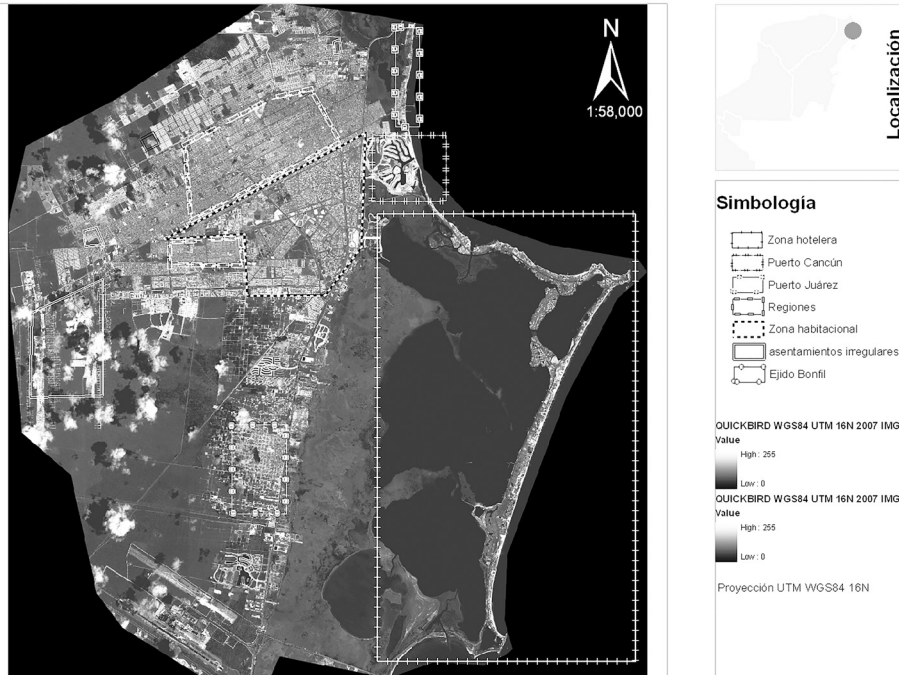 N
1:58,000
Localización
Simbología
Zona hotelera
Puerto Cancún
Puerto Juárez
Regiones
Zona habitacional
asentamientos irregulares
Ejido Bonfil
QUICKBIRD WGS84 UTM 16N 2007 IMG
Value
High : 255
Low : 0
QUICKBIRD WGS84 UTM 16N 2007 IMG
Value
High : 255
Low : 0
Proyección UTM WGS84 16N